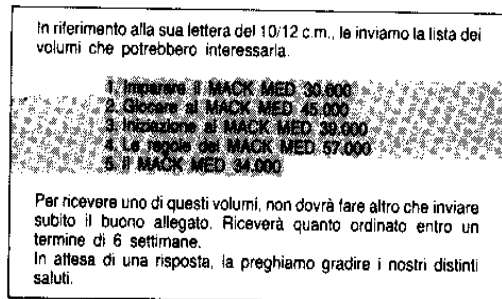 In riferimento alla sua lettera del 10/12 c.m., le inviamo la lista dei
volumi che potrebbero interessarla.
1. Imparare il MACK MED 30.600
2. Giocare al MACK MED 45.000
3. Iniziazione al MACK MED 39.000
4. Le regole del MACK MED 57.000
5. Il MACK MED 34.000
Per ricevere uno di questi volumi, non dovrà fare altro che inviare
subito il buono allegato. Riceverà quanto ordinato entro un
termine di 6 settimane.
In attesa di una risposta, la preghiamo gradire i nostri distinti
saluti.